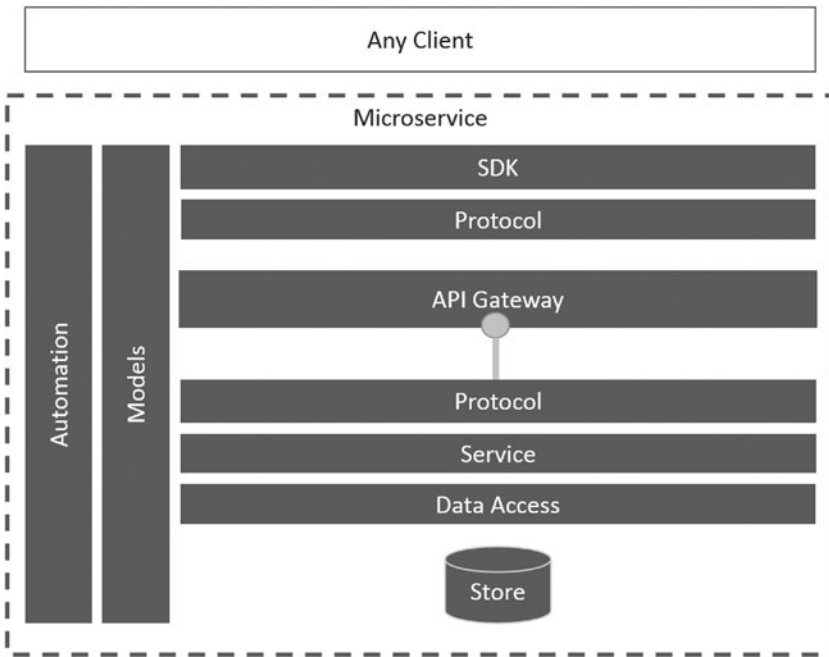 Any Client
Microservice
Automation
Models
SDK
Protocol
API Gateway
Protocol
Service
Data Access
Store